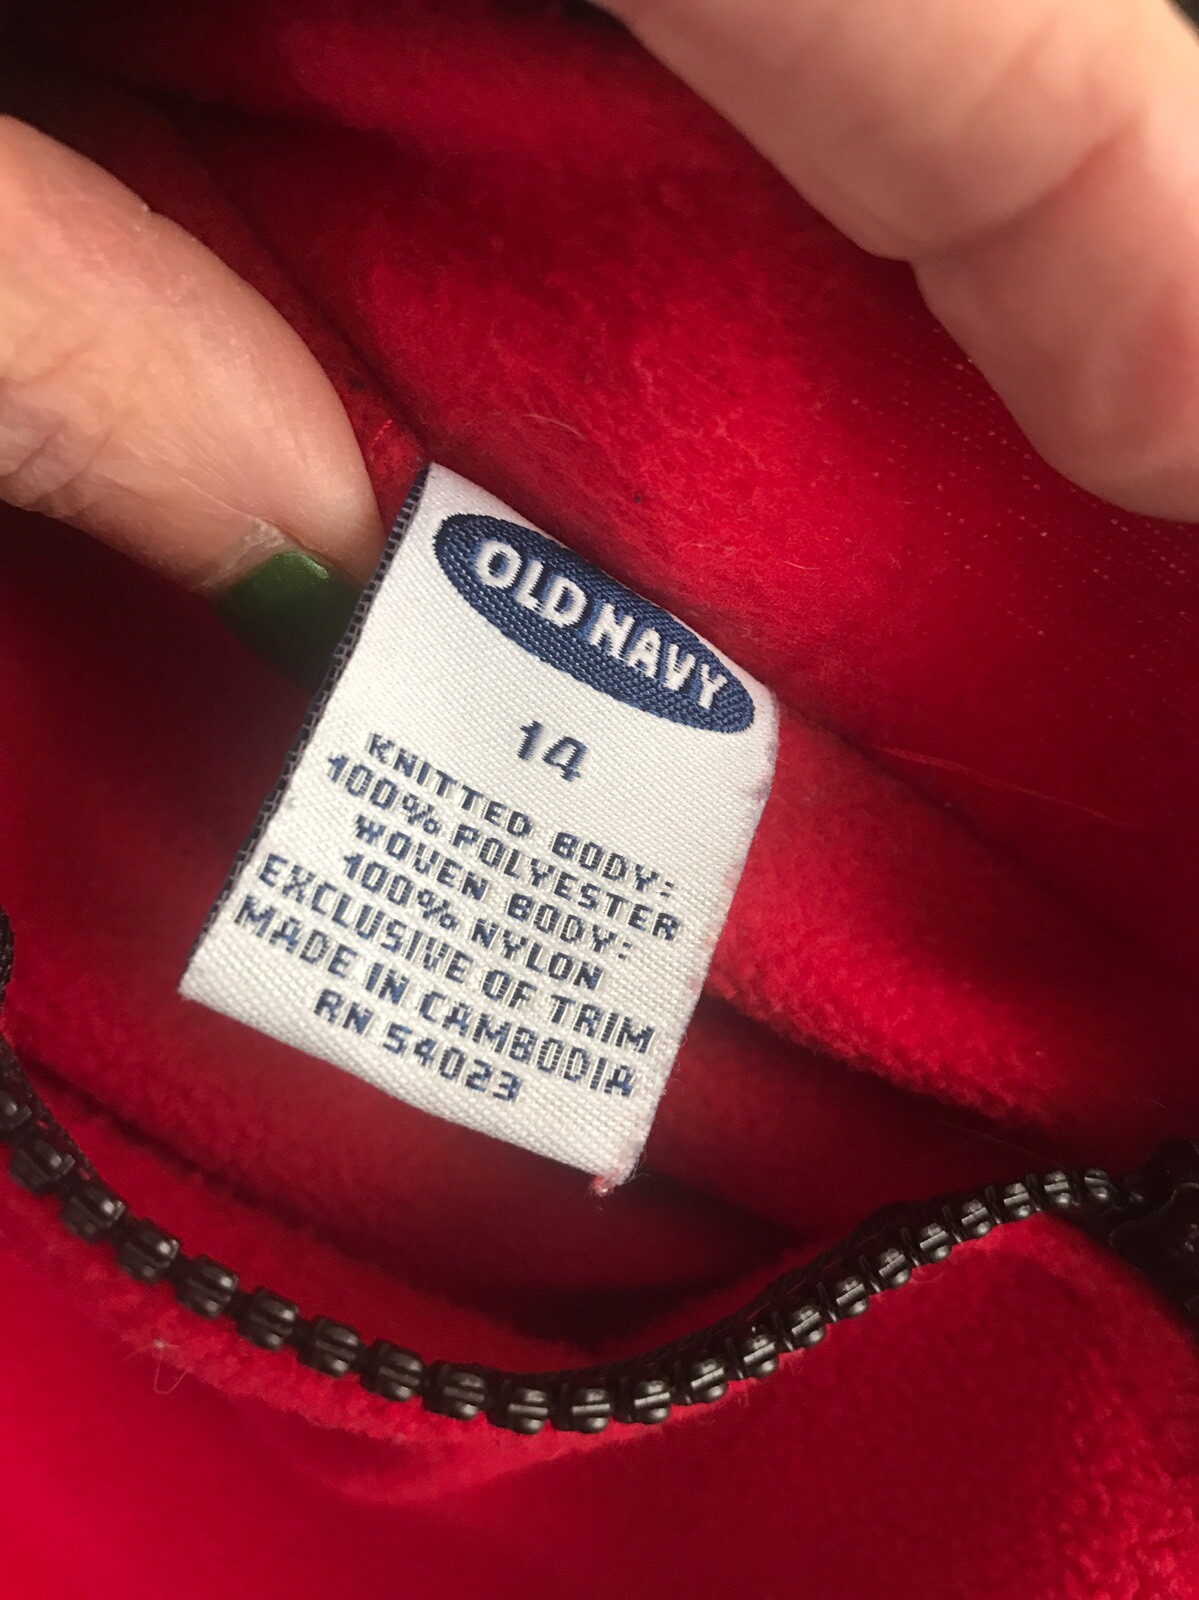 OLD NAVY
14
KNITTED BODY:
100% POLYESTER
WOVEN BODY:
100% NYLON
EXCLUSIVE OF TRIM
MADE IN CAMBODIA
RN 54023